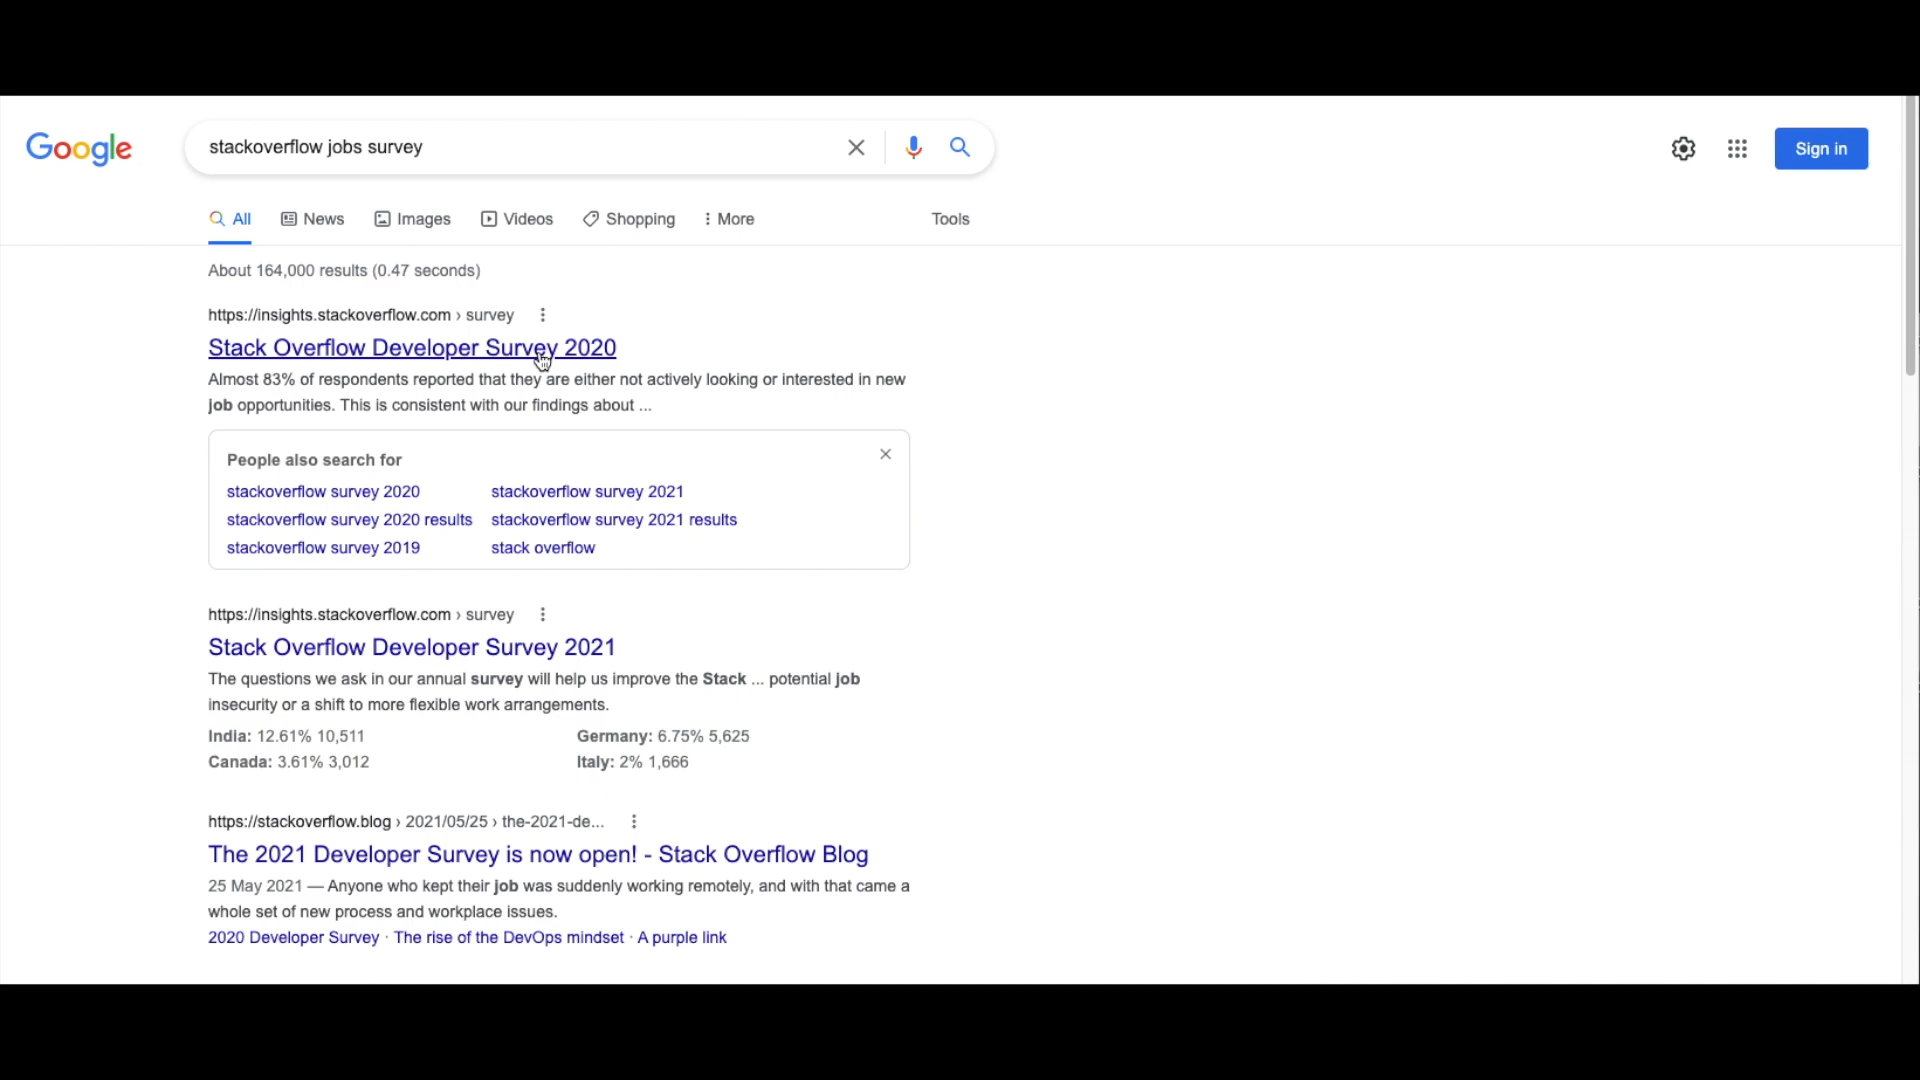 Google
stackoverflow jobs survey
Sign in
All News Images Videos Shopping More Tools
About 164,000 results (0.47 seconds)
https://insights.stackoverflow.com › survey
Stack Overflow Developer Survey 2020
Almost 83% of respondents reported that they are either not actively looking or interested in new
job opportunities. This is consistent with our findings about ...
People also search for
stackoverflow survey 2020 stackoverflow survey 2021
stackoverflow survey 2020 results stackoverflow survey 2021 results
stackoverflow survey 2019 stack overflow
https://insights.stackoverflow.com › survey
Stack Overflow Developer Survey 2021
The questions we ask in our annual survey will help us improve the Stack ... potential job
insecurity or a shift to more flexible work arrangements.
India: 12.61% 10,511 Germany: 6.75% 5,625
Canada: 3.61% 3,012 Italy: 2% 1,666
https://stackoverflow.blog › 2021/05/25 › the-2021-de...
The 2021 Developer Survey is now open! - Stack Overflow Blog
25 May 2021 — Anyone who kept their job was suddenly working remotely, and with that came a
whole set of new process and workplace issues.
2020 Developer Survey · The rise of the DevOps mindset · A purple link